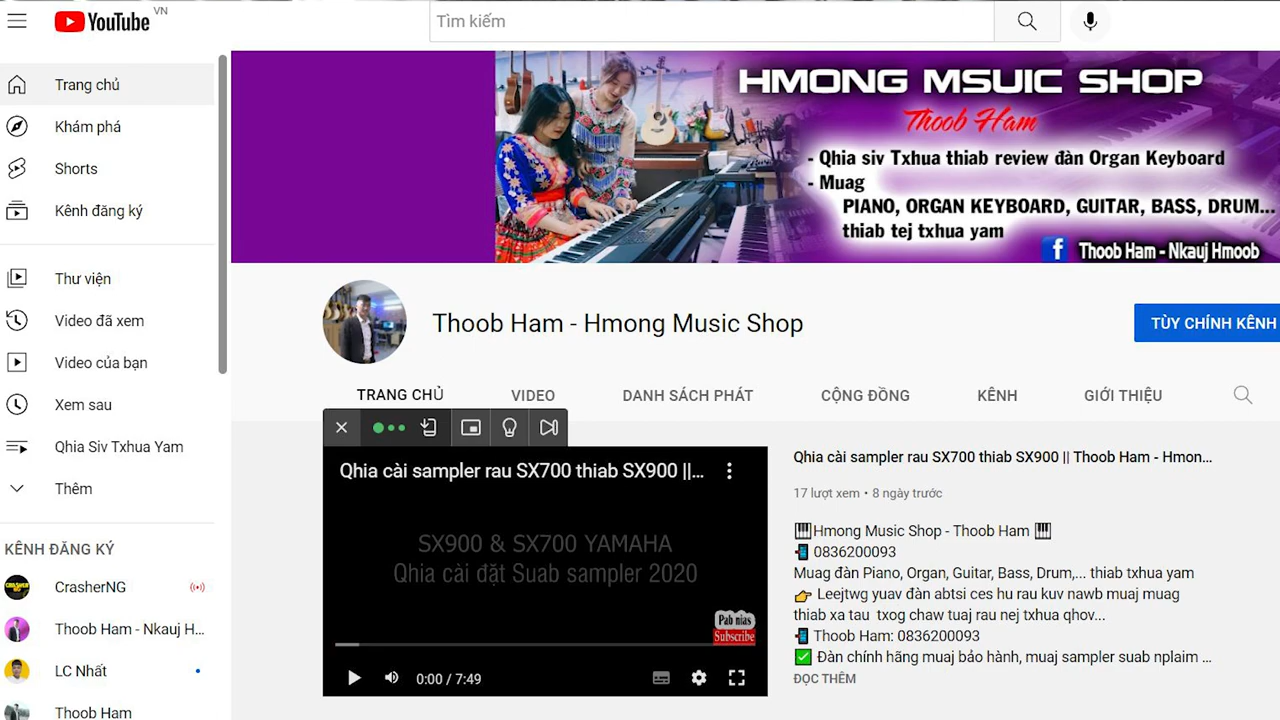 YouTube VN
Tìm kiếm
Trang chủ
Khám phá
Shorts
Kênh đăng ký
Thư viện
Video đã xem
Video của bạn
Xem sau
Qhia Siv Txhua Yam
Thêm
KÊNH ĐĂNG KÝ
CrasherNG
Thoob Ham - Nkauj H...
LC Nhất
Thoob Ham
HMONG MSUIC SHOP
Thoob Ham
- Qhia siv Txhua thiab review đàn Organ Keyboard
- Muag
PIANO, ORGAN KEYBOARD, GUITAR, BASS, DRUM...
thiab tej txhua yam
f Thoob Ham - Nkauj Hmoob
Thoob Ham - Hmong Music Shop
TÙY CHỈNH KÊNH
TRANG CHỦ VIDEO DANH SÁCH PHÁT CỘNG ĐỒNG KÊNH GIỚI THIỆU
Qhia cài sampler rau SX700 thiab SX900 ||...
SX900 & SX700 YAMAHA
Qhia cài đặt Suab sampler 2020
Pab nias
Subscribe
0:00 / 7:49
Qhia cài sampler rau SX700 thiab SX900 || Thoob Ham - Hmon...
17 lượt xem • 8 ngày trước
🎹Hmong Music Shop - Thoob Ham 🎹
📲 0836200093
Muag đàn Piano, Organ, Guitar, Bass, Drum,... thiab txhua yam
👉 Leejtwg yuav đàn abtsi ces hu rau kuv nawb muaj muag
thiab xa tau txog chaw tuaj rau nej txhua qhov...
📲 Thoob Ham: 0836200093
✅ Đàn chính hãng muaj bảo hành, muaj sampler suab nplaim ...
ĐỌC THÊM